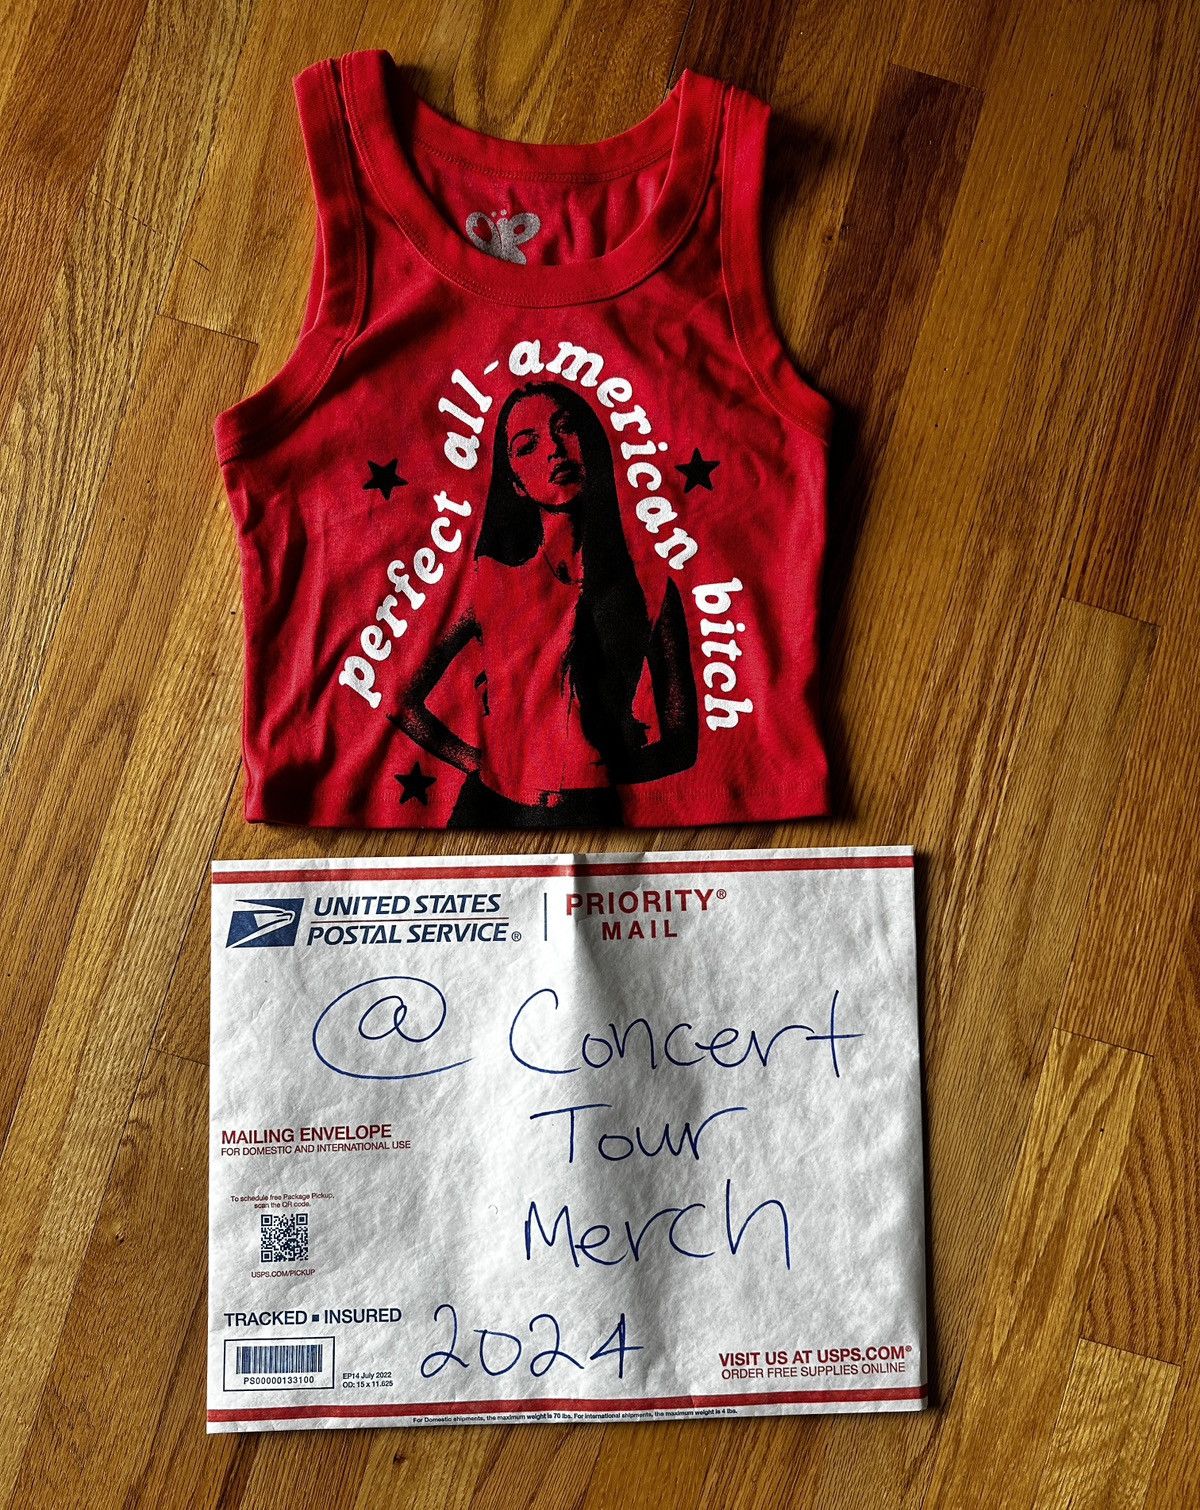 OR
perfect all-american bitch
UNITED STATES
POSTAL SERVICE®
PRIORITY®
MAIL
@ Concert
Tour
Merch
2024
MAILING ENVELOPE
FOR DOMESTIC AND INTERNATIONAL USE
To schedule free Package Pickup,
scan the QR code.
USPS.COM/PICKUP
TRACKED ■ INSURED
PS00000133100
EP14 July 2022
OD: 15 x 11.625
VISIT US AT USPS.COM®
ORDER FREE SUPPLIES ONLINE
For Domestic shipments, the maximum weight is 70 lbs. For international shipments, the maximum weight is 4 lbs.